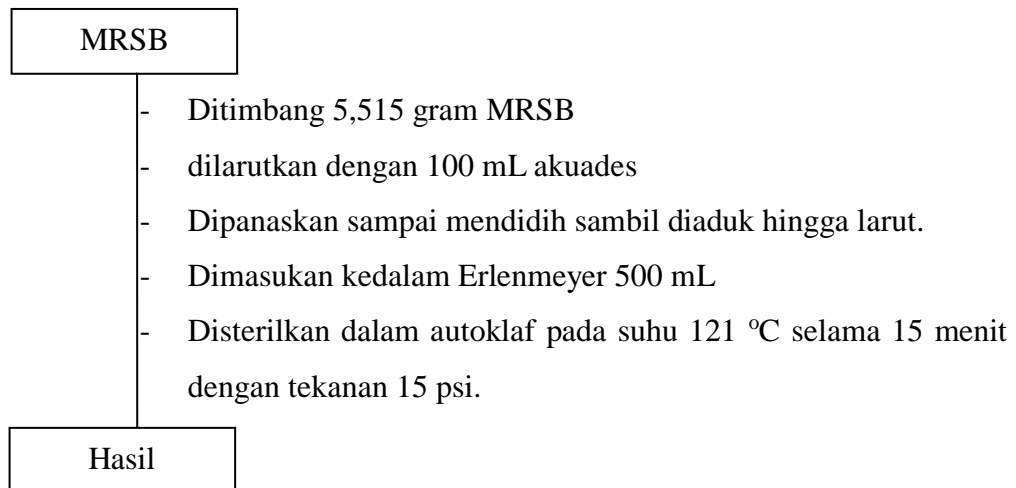 MRSB
- Ditimbang 5,515 gram MRSB
- dilarutkan dengan 100 mL akuades
- Dipanaskan sampai mendidih sambil diaduk hingga larut.
- Dimasukan kedalam Erlenmeyer 500 mL
- Disterilkan dalam autoklaf pada suhu 121 ºC selama 15 menit
dengan tekanan 15 psi.
Hasil